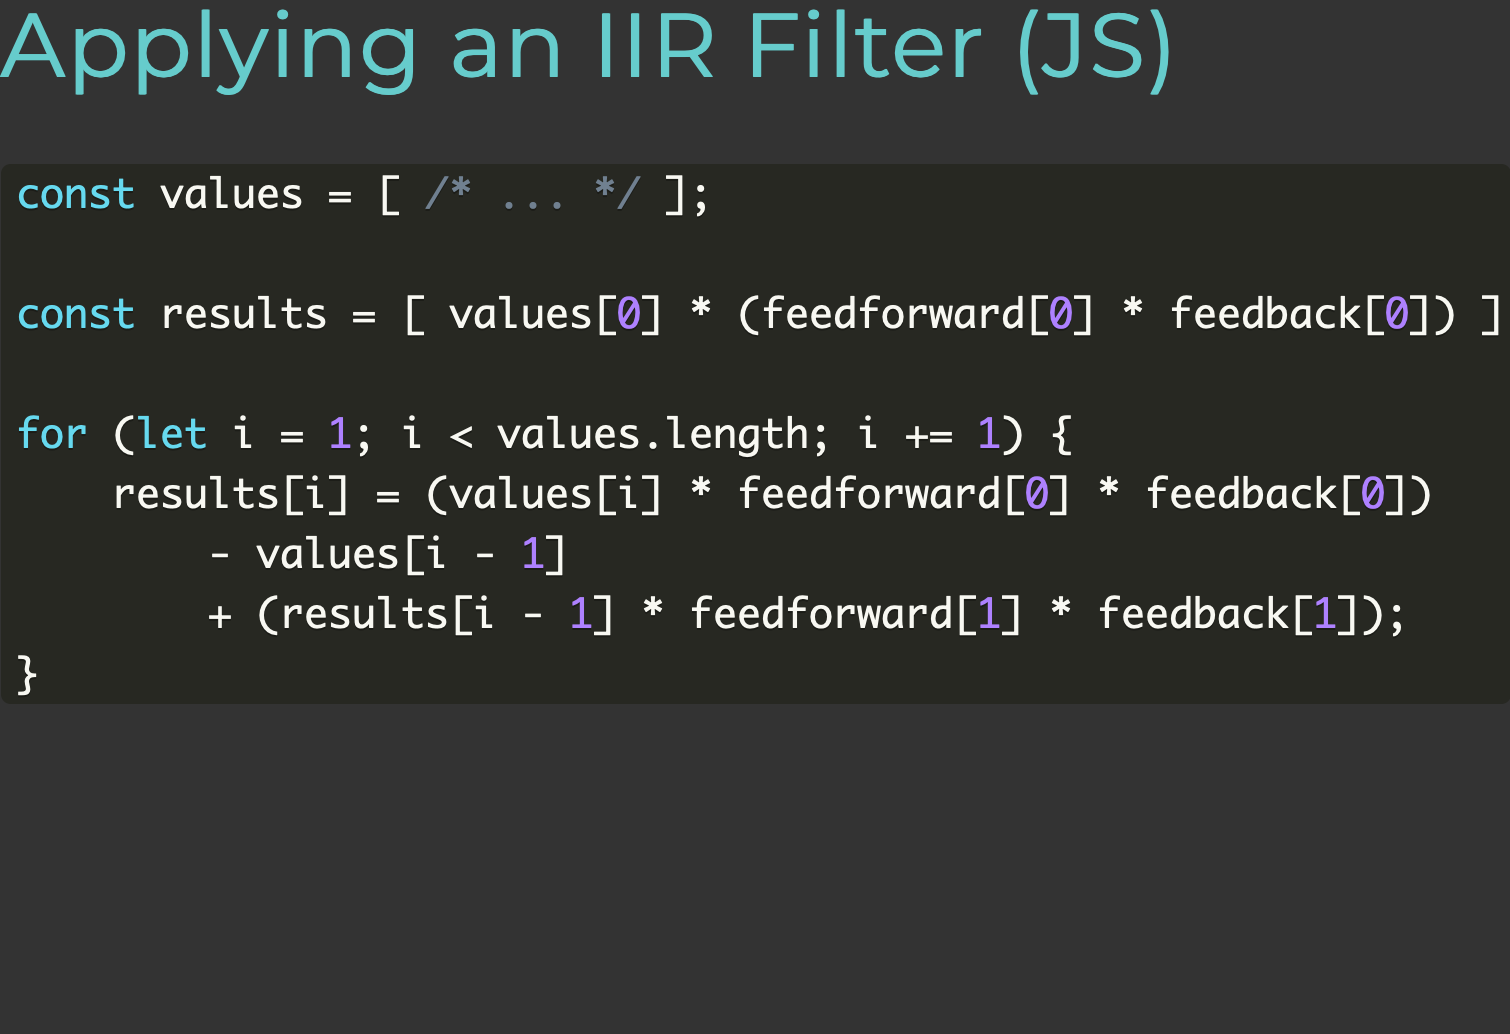 Applying an IIR Filter (JS)
const values = [ /* ... */ ];
const results = [ values[0] * (feedforward[0] * feedback[0]) ]
for (let i = 1; i < values.length; i += 1) {
    results[i] = (values[i] * feedforward[0] * feedback[0])
        - values[i - 1]
        + (results[i - 1] * feedforward[1] * feedback[1]);
}